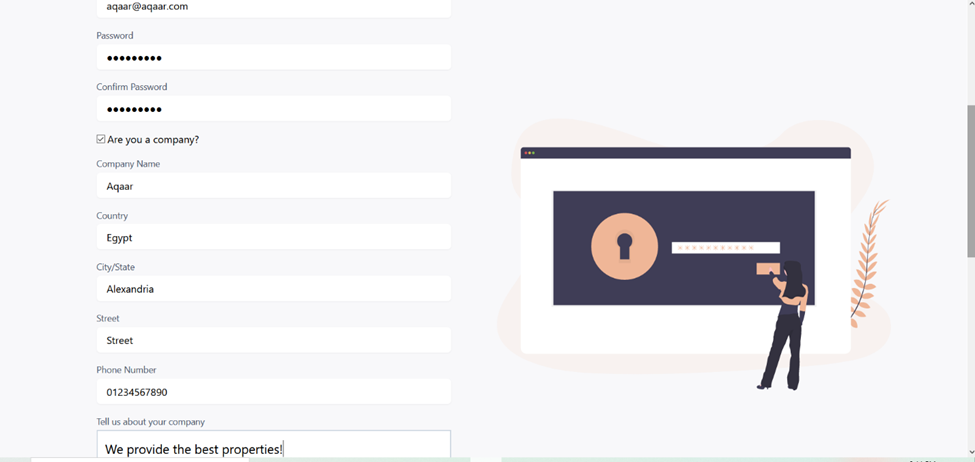 aqaar@aqaar.com
Password
●●●●●●●●●
Confirm Password
●●●●●●●●●
Are you a company?
Company Name
Aqaar
Country
Egypt
City/State
Alexandria
Street
Street
Phone Number
01234567890
Tell us about your company
We provide the best properties!